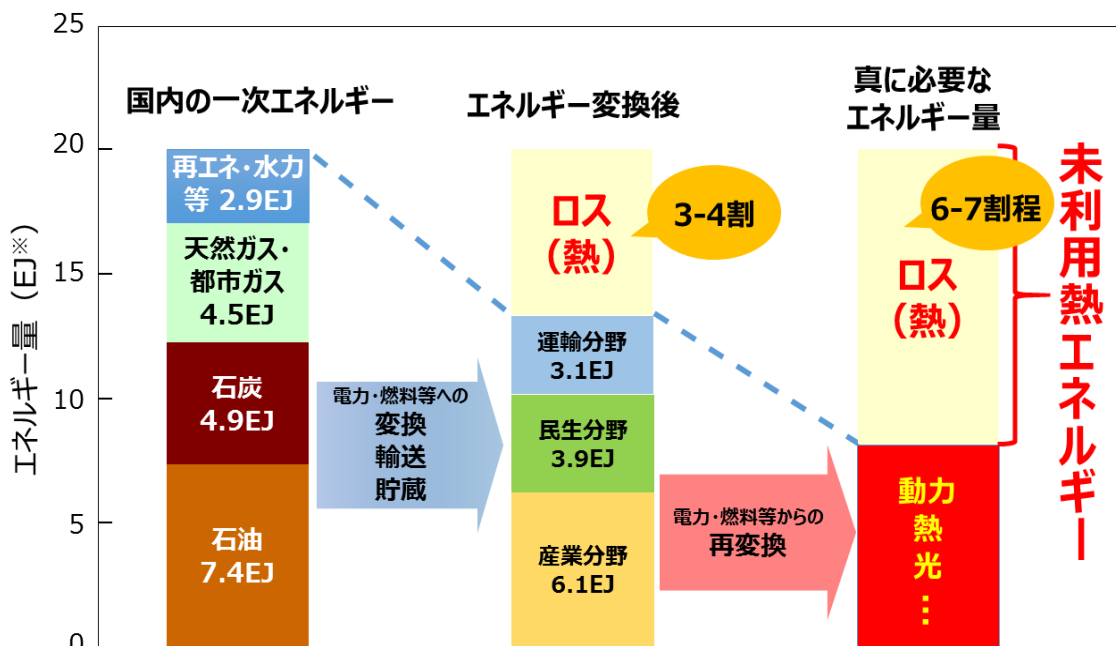 25
20
15
10
5
0
エネルギー量（EJ※）
国内の一次エネルギー
再エネ・水力
等 2.9EJ
天然ガス・
都市ガス
4.5EJ
石炭
4.9EJ
石油
7.4EJ
電力・燃料等への
変換
輸送
貯蔵
エネルギー変換後
ロス
（熱）
3-4割
運輸分野
3.1EJ
民生分野
3.9EJ
産業分野
6.1EJ
電力・燃料等からの
再変換
真に必要な
エネルギー量
6-7割程
ロス
（熱）
動力
熱
光
…
未利用熱エネルギー